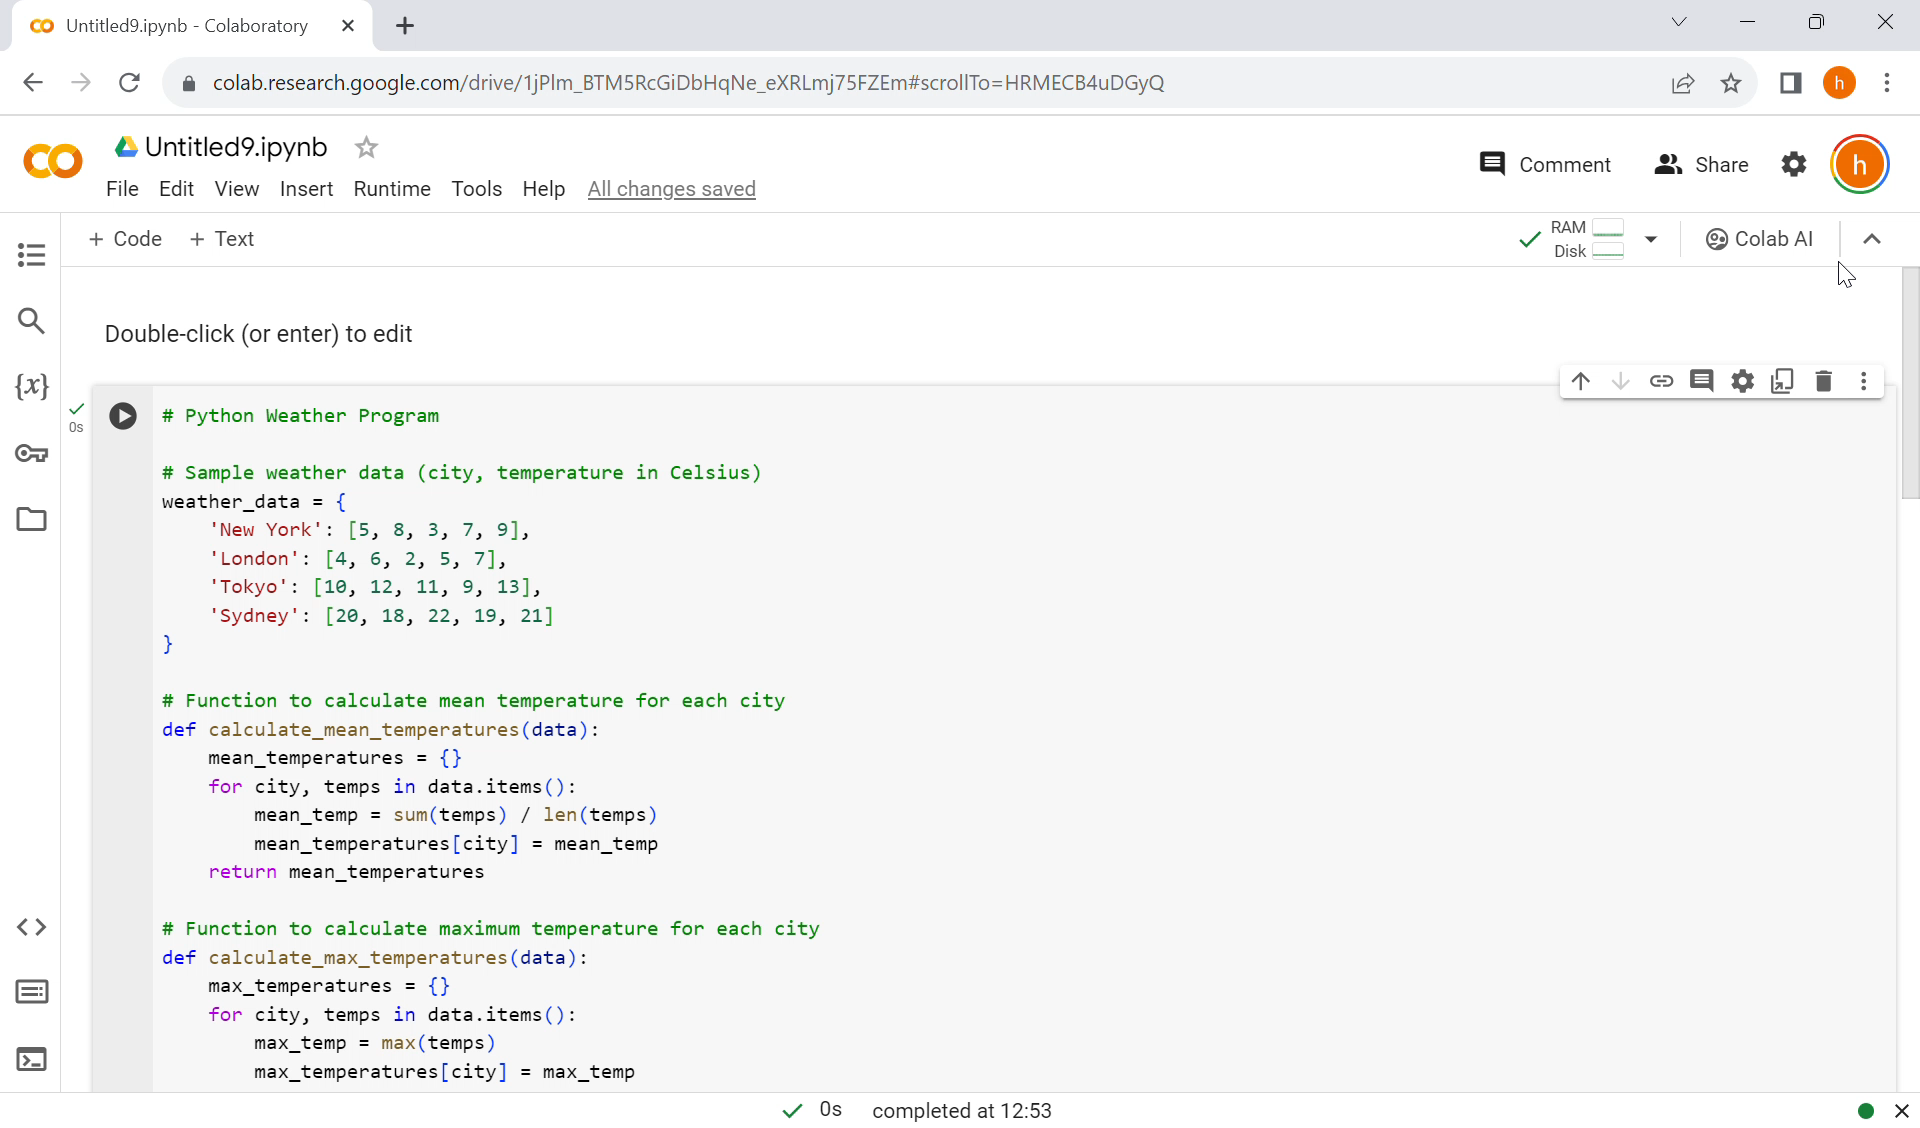 Untitled9.ipynb - Colaboratory
colab.research.google.com/drive/1jPlm_BTM5RcGiDbHqNe_eXRLmj75FZEm#scrollTo=HRMECB4uDGyQ
h
Untitled9.ipynb
File Edit View Insert Runtime Tools Help All changes saved
Comment Share h
+ Code + Text
RAM
Disk
Colab AI
Double-click (or enter) to edit
{x}
0s
# Python Weather Program
# Sample weather data (city, temperature in Celsius)
weather_data = {
    'New York': [5, 8, 3, 7, 9],
    'London': [4, 6, 2, 5, 7],
    'Tokyo': [10, 12, 11, 9, 13],
    'Sydney': [20, 18, 22, 19, 21]
}
# Function to calculate mean temperature for each city
def calculate_mean_temperatures(data):
    mean_temperatures = {}
    for city, temps in data.items():
        mean_temp = sum(temps) / len(temps)
        mean_temperatures[city] = mean_temp
    return mean_temperatures
# Function to calculate maximum temperature for each city
def calculate_max_temperatures(data):
    max_temperatures = {}
    for city, temps in data.items():
        max_temp = max(temps)
        max_temperatures[city] = max_temp
0s completed at 12:53